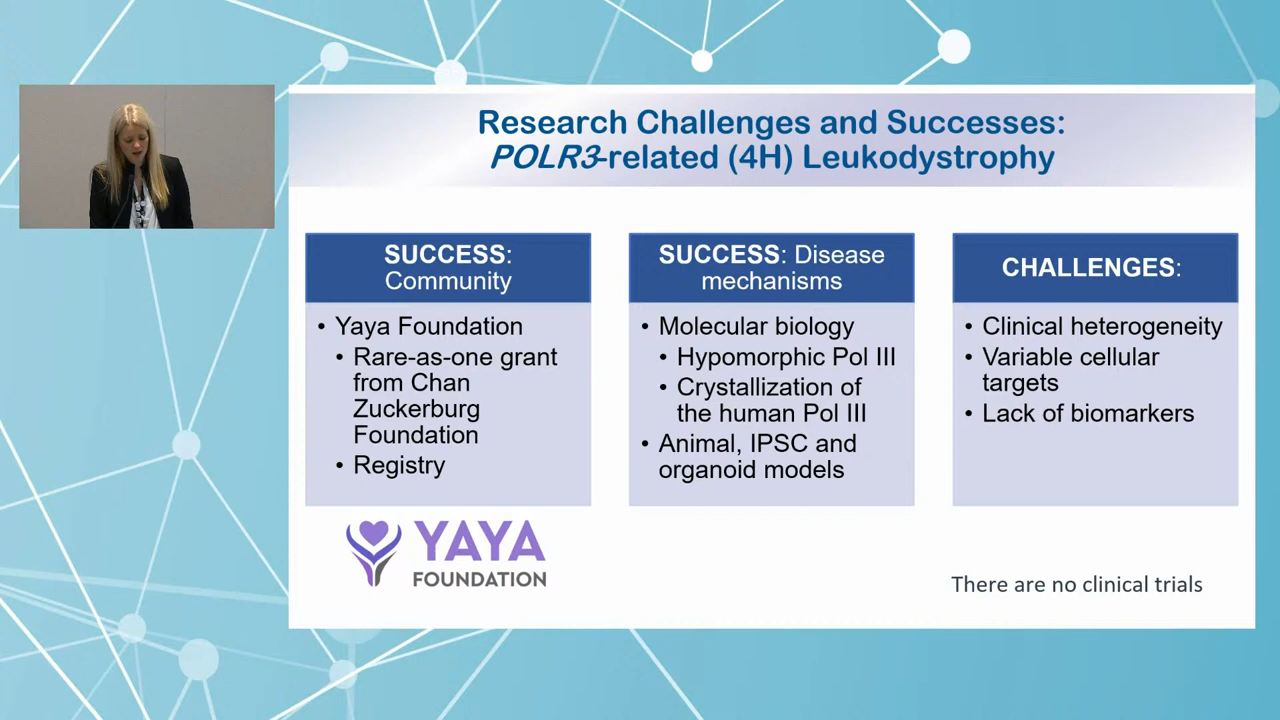 Research Challenges and Successes:
POLR3-related (4H) Leukodystrophy
SUCCESS:
Community
• Yaya Foundation
• Rare-as-one grant
from Chan
Zuckerburg
Foundation
• Registry
SUCCESS: Disease
mechanisms
• Molecular biology
• Hypomorphic Pol III
• Crystallization of
the human Pol III
• Animal, IPSC and
organoid models
CHALLENGES:
• Clinical heterogeneity
• Variable cellular
targets
• Lack of biomarkers
YAYA
FOUNDATION
There are no clinical trials